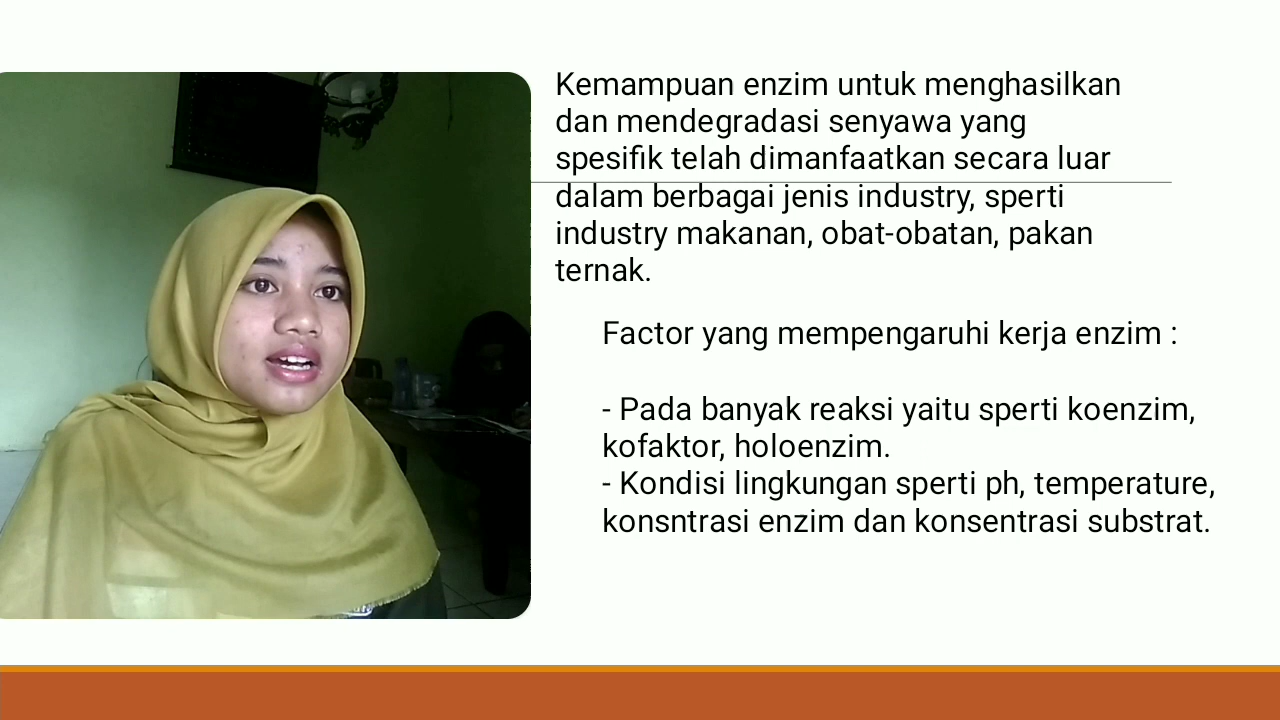 Kemampuan enzim untuk menghasilkan
dan mendegradasi senyawa yang
spesifik telah dimanfaatkan secara luar
dalam berbagai jenis industry, sperti
industry makanan, obat-obatan, pakan
ternak.
Factor yang mempengaruhi kerja enzim :
- Pada banyak reaksi yaitu sperti koenzim,
kofaktor, holoenzim.
- Kondisi lingkungan sperti ph, temperature,
konsntrasi enzim dan konsentrasi substrat.